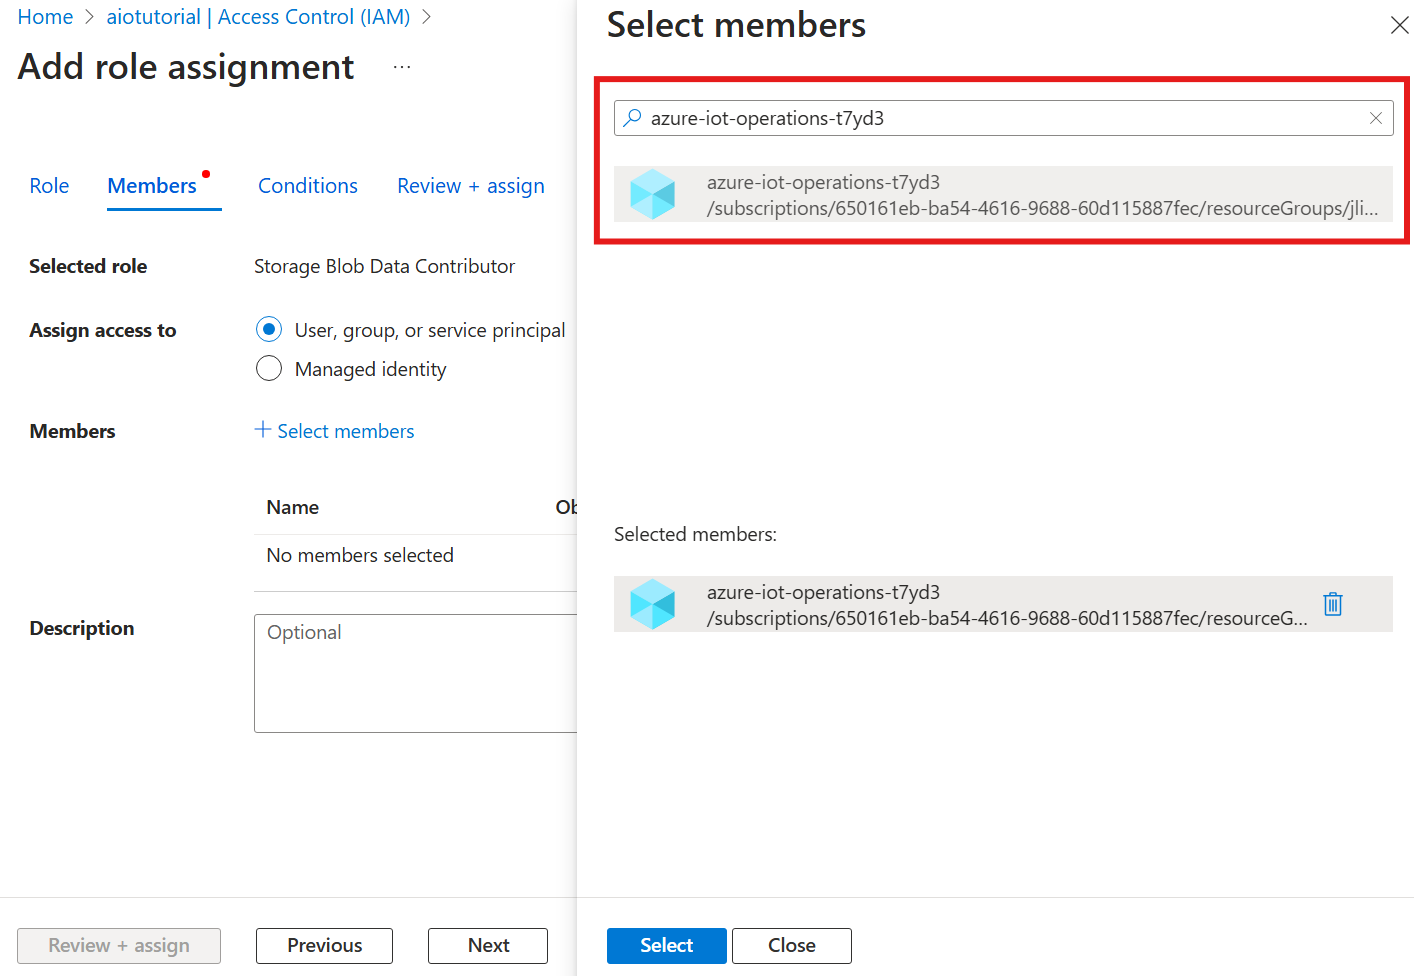 Home > aiotutorial | Access Control (IAM) >
Add role assignment ...
Role Members Conditions Review + assign
Selected role Storage Blob Data Contributor
Assign access to User, group, or service principal
Managed identity
Members + Select members
Name Ob
No members selected
Description Optional
Review + assign Previous Next
Select members
azure-iot-operations-t7yd3
azure-iot-operations-t7yd3
/subscriptions/650161eb-ba54-4616-9688-60d115887fec/resourceGroups/jli...
Selected members:
azure-iot-operations-t7yd3
/subscriptions/650161eb-ba54-4616-9688-60d115887fec/resourceG...
Select Close